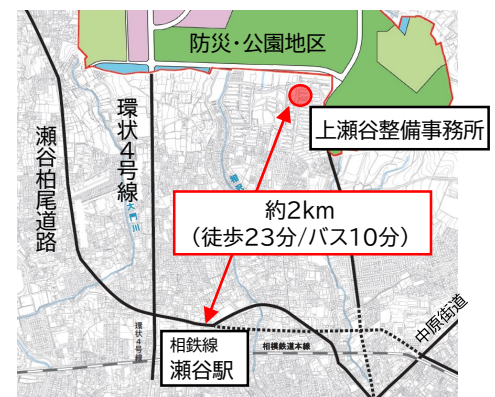 防災・公園地区
上瀬谷整備事務所
環状4号線
瀬谷柏尾道路
大門川
約2km
(徒歩23分/バス10分)
中原街道
環状4号線
相鉄線
瀬谷駅
相模鉄道本線